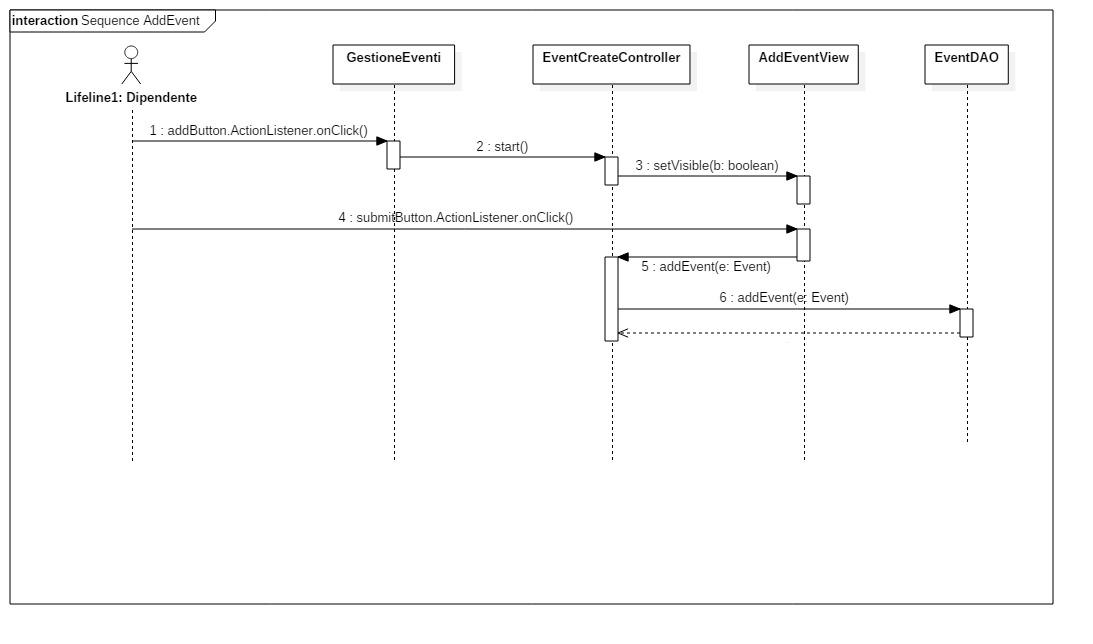 interaction Sequence AddEvent
GestioneEventi
EventCreateController
AddEventView
EventDAO
Lifeline1: Dipendente
1 : addButton.ActionListener.onClick()
2 : start()
3 : setVisible(b: boolean)
4 : submitButton.ActionListener.onClick()
5 : addEvent(e: Event)
6 : addEvent(e: Event)